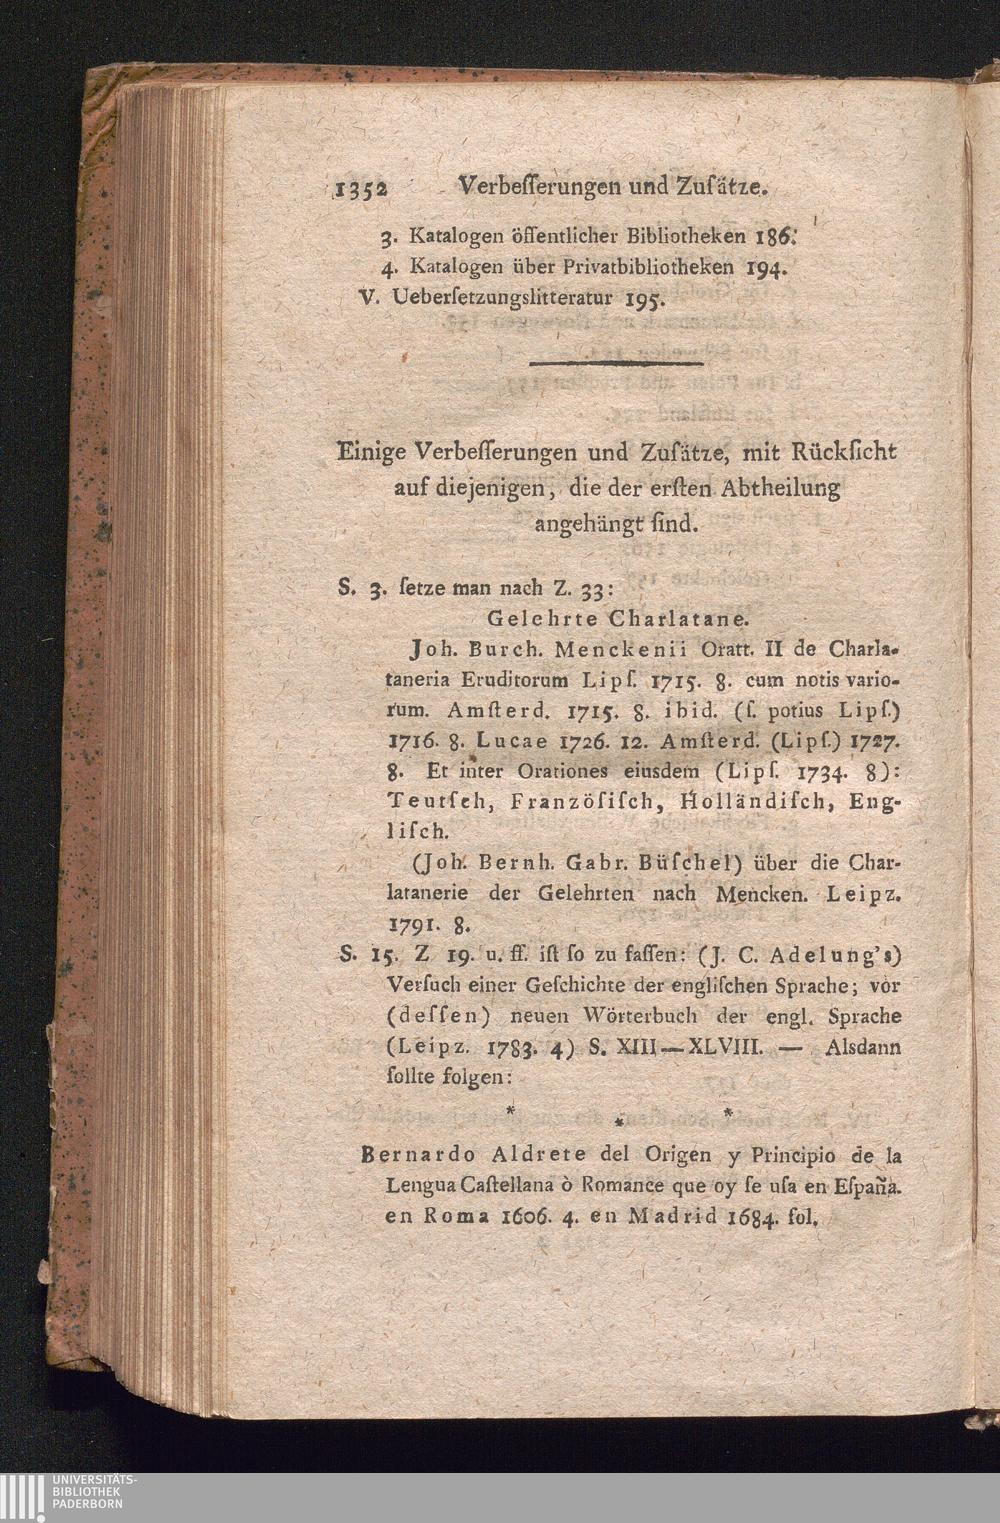 1352 Verbeſſerungen und Zuſätze.
3. Katalogen öffentlicher Bibliotheken 186.
4. Katalogen über Privatbibliotheken 194.
V. Ueberſetzungslitteratur 195.
Einige Verbeſſerungen und Zuſätze, mit Rückſicht
auf diejenigen, die der erſten Abtheilung
angehängt ſind.
S. 3. ſetze man nach Z. 33:
Gelehrte Charlatane.
Joh. Burch. Menckenii Oratt. II de Charla-
taneria Eruditorum Lipſ. 1715. 8. cum notis vario-
rum. Amſterd. 1715. 8. ibid. (ſ. potius Lipſ.)
1716. 8. Lucae 1726. 12. Amſterd. (Lipſ.) 1727.
8. Et inter Orationes eiusdem (Lipſ. 1734. 8):
Teutſch, Franzöſiſch, Holländiſch, Eng-
liſch.
(Joh. Bernh. Gabr. Büſchel) über die Char-
latanerie der Gelehrten nach Mencken. Leipz.
1791. 8.
S. 15. Z 19. u. ff. iſt ſo zu faſſen: (J. C. Adelung's)
Verſuch einer Geſchichte der engliſchen Sprache; vor
(deſſen) neuen Wörterbuch der engl. Sprache
(Leipz. 1783. 4) S. XIII—XLVIII. — Alsdann
ſollte folgen:
* * *
Bernardo Aldrete del Origen y Principio de la
Lengua Caſtellana ò Romance que oy ſe uſa en Eſpaña.
en Roma 1606. 4. en Madrid 1684. fol.
UNIVERSITÄTS-
BIBLIOTHEK
PADERBORN